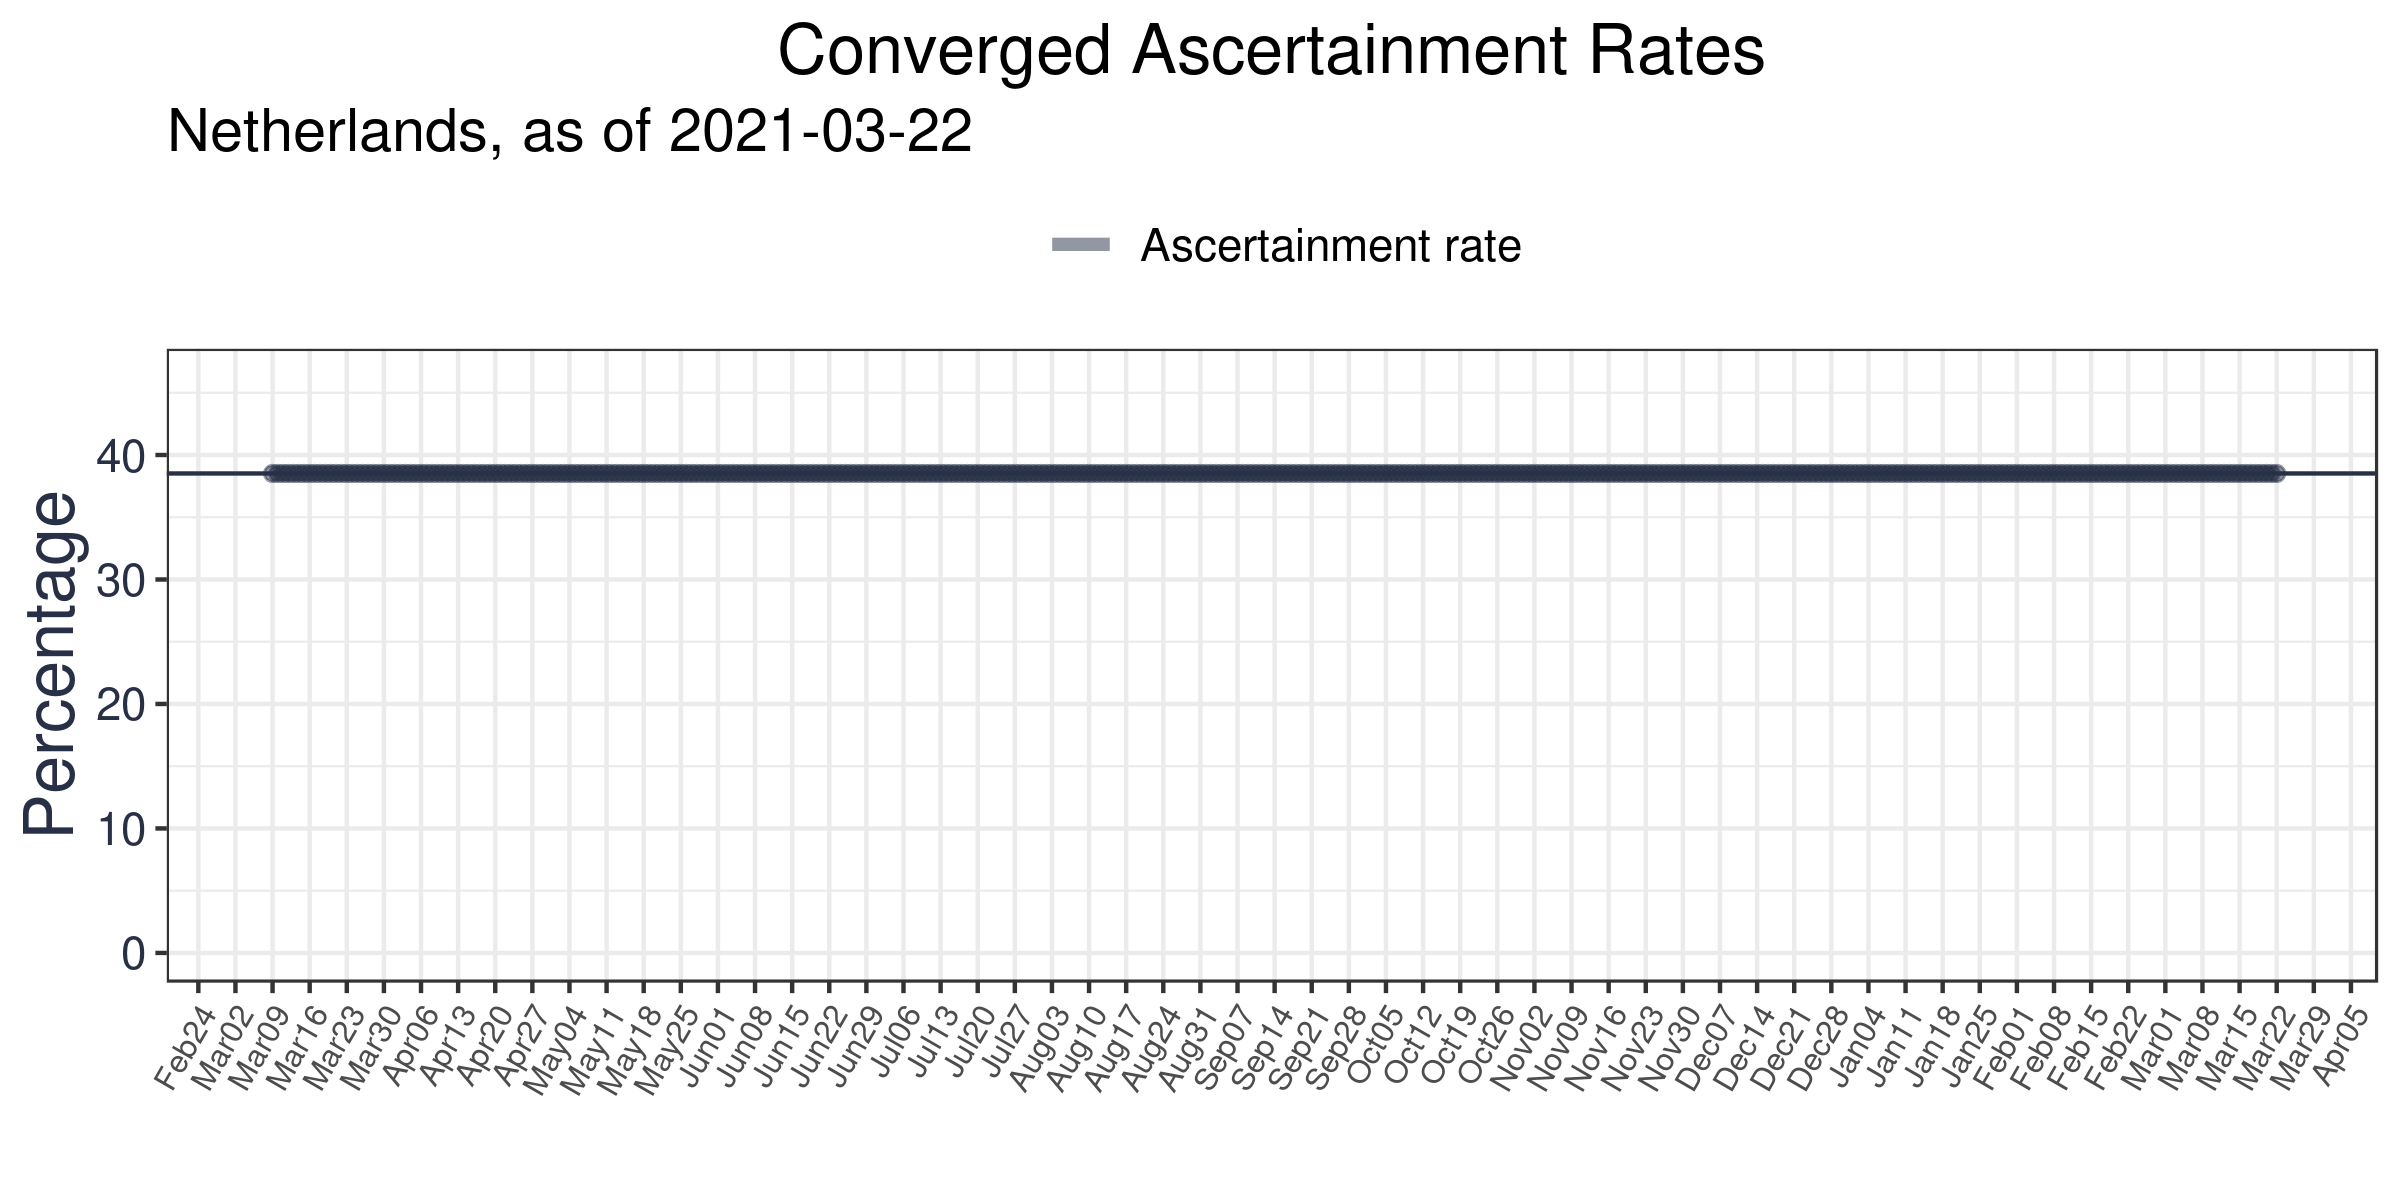 Converged Ascertainment Rates
Netherlands, as of 2021-03-22
Ascertainment rate
Percentage
40
30
20
10
0
Feb24 Mar02 Mar09 Mar16 Mar23 Mar30 Apr06 Apr13 Apr20 Apr27 May04 May11 May18 May25 Jun01 Jun08 Jun15 Jun22 Jun29 Jul06 Jul13 Jul20 Jul27 Aug03 Aug10 Aug17 Aug24 Aug31 Sep07 Sep14 Sep21 Sep28 Oct05 Oct12 Oct19 Oct26 Nov02 Nov09 Nov16 Nov23 Nov30 Dec07 Dec14 Dec21 Dec28 Jan04 Jan11 Jan18 Jan25 Feb01 Feb08 Feb15 Feb22 Mar01 Mar08 Mar15 Mar22 Mar29 Apr05